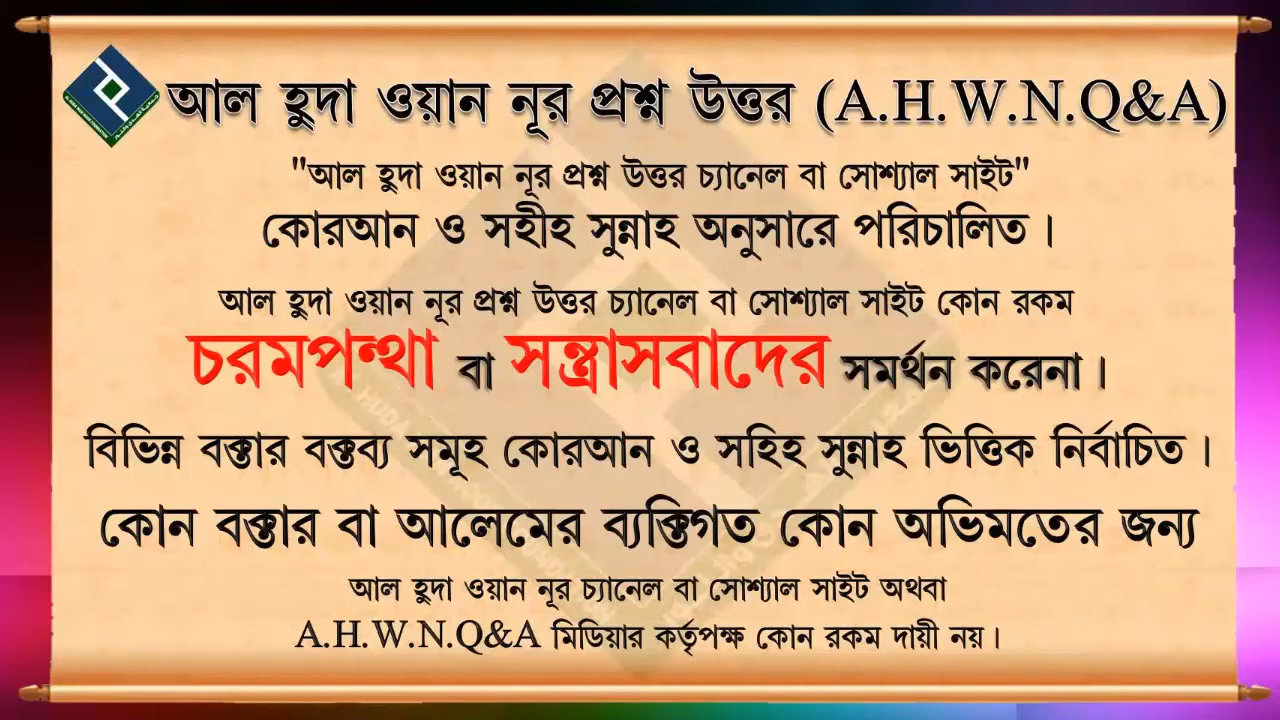 আল হুদা ওয়ান নূর প্রশ্ন উত্তর (A.H.W.N.Q&A)
"আল হুদা ওয়ান নূর প্রশ্ন উত্তর চ্যানেল বা সোশ্যাল সাইট"
কোরআন ও সহীহ সুন্নাহ অনুসারে পরিচালিত।
আল হুদা ওয়ান নূর প্রশ্ন উত্তর চ্যানেল বা সোশ্যাল সাইট কোন রকম
চরমপন্থা বা সন্ত্রাসবাদের সমর্থন করেনা।
বিভিন্ন বক্তার বক্তব্য সমূহ কোরআন ও সহিহ সুন্নাহ ভিত্তিক নির্বাচিত।
কোন বক্তার বা আলেমের ব্যক্তিগত কোন অভিমতের জন্য
আল হুদা ওয়ান নূর চ্যানেল বা সোশ্যাল সাইট অথবা
A.H.W.N.Q&A মিডিয়ার কর্তৃপক্ষ কোন রকম দায়ী নয়।